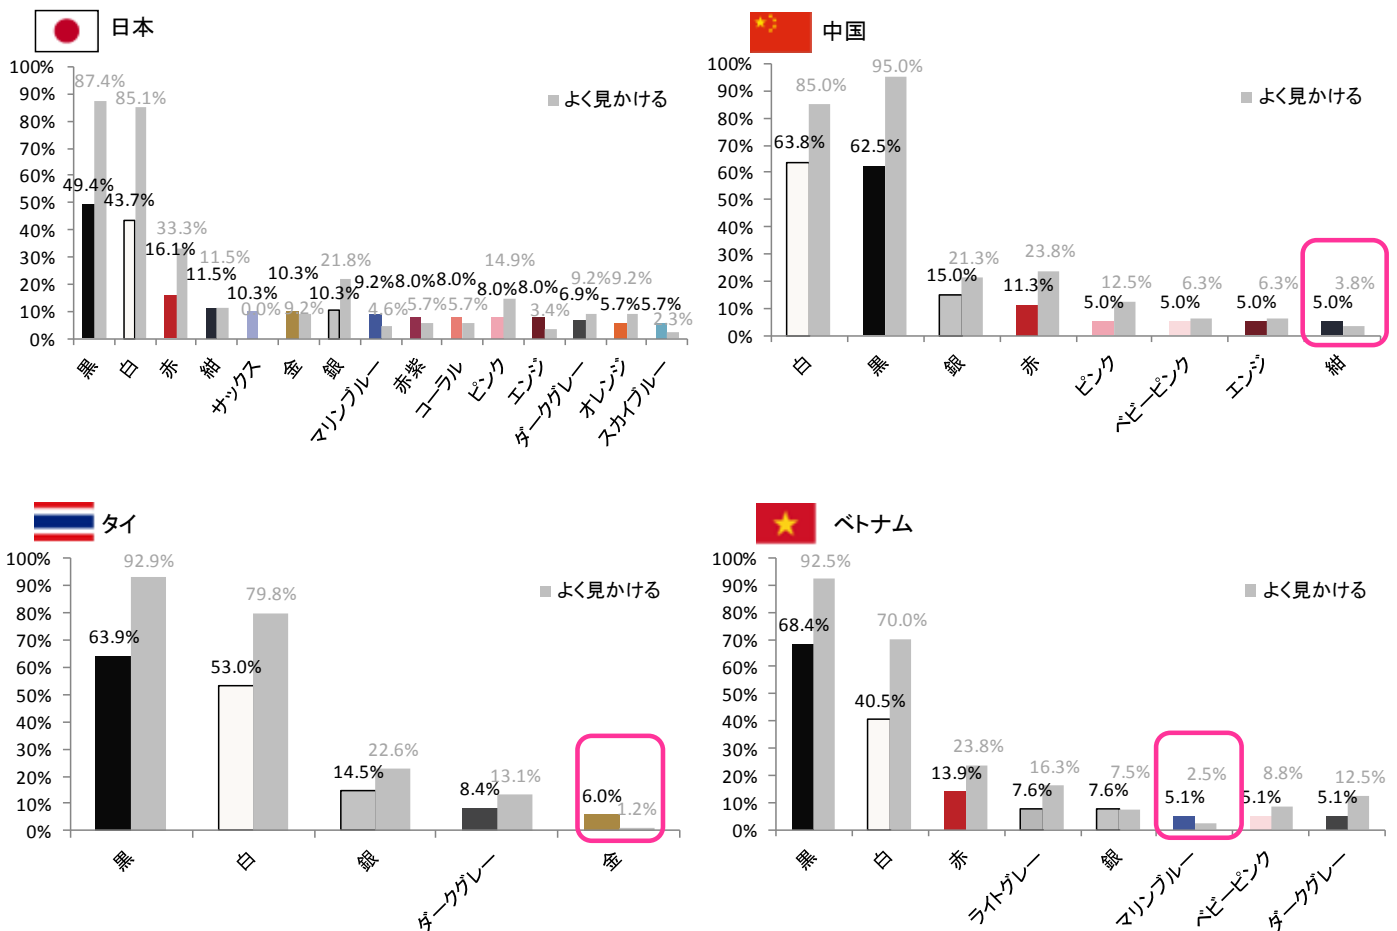 日本
100%
90%
80%
70%
60%
50%
40%
30%
20%
10%
0%
よく見かける
87.4%
85.1%
49.4%
43.7%
33.3%
16.1%
11.5%
11.5%
10.3%
0.0%
10.3%
9.2%
21.8%
10.3%
9.2%
4.6%
8.0%
5.7%
8.0%
5.7%
14.9%
8.0%
8.0%
3.4%
9.2%
6.9%
9.2%
5.7%
5.7%
2.3%
黒
白
赤
紺
サックス
金
銀
マリンブルー
赤紫
コーラル
ピンク
エンジ
ダークグレー
オレンジ
スカイブルー
中国
100%
90%
80%
70%
60%
50%
40%
30%
20%
10%
0%
よく見かける
85.0%
63.8%
95.0%
62.5%
21.3%
15.0%
23.8%
11.3%
12.5%
5.0%
6.3%
5.0%
6.3%
5.0%
3.8%
5.0%
白
黒
銀
赤
ピンク
ベビーピンク
エンジ
紺
タイ
100%
90%
80%
70%
60%
50%
40%
30%
20%
10%
0%
よく見かける
92.9%
63.9%
79.8%
53.0%
22.6%
14.5%
13.1%
8.4%
6.0%
1.2%
黒
白
銀
ダークグレー
金
ベトナム
100%
90%
80%
70%
60%
50%
40%
30%
20%
10%
0%
よく見かける
92.5%
68.4%
70.0%
40.5%
23.8%
13.9%
16.3%
7.6%
7.5%
7.6%
2.5%
5.1%
8.8%
5.1%
12.5%
5.1%
黒
白
赤
ライトグレー
銀
マリンブルー
ベビーピンク
ダークグレー